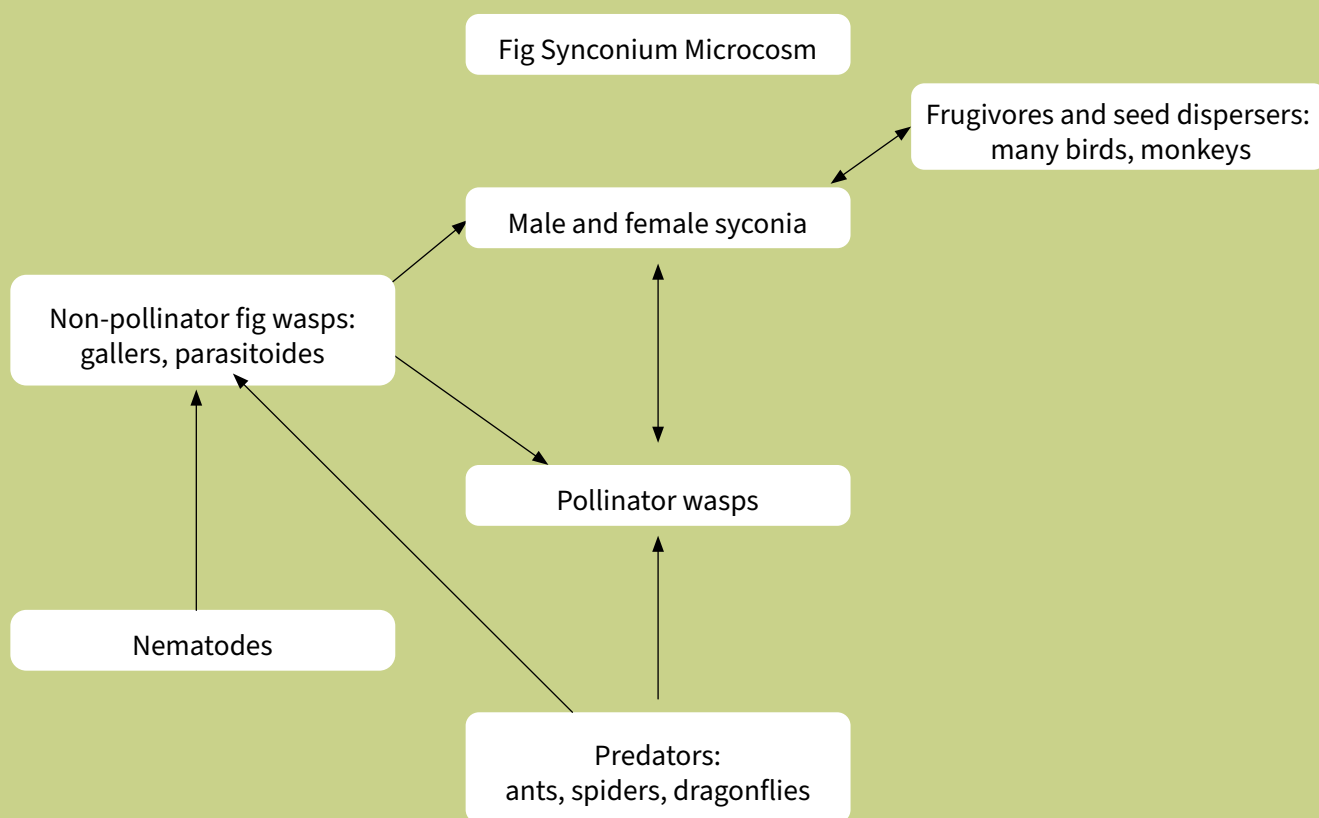 Fig Synconium Microcosm
Frugivores and seed dispersers:
many birds, monkeys
Male and female syconia
Non-pollinator fig wasps:
gallers, parasitoides
Pollinator wasps
Nematodes
Predators:
ants, spiders, dragonflies